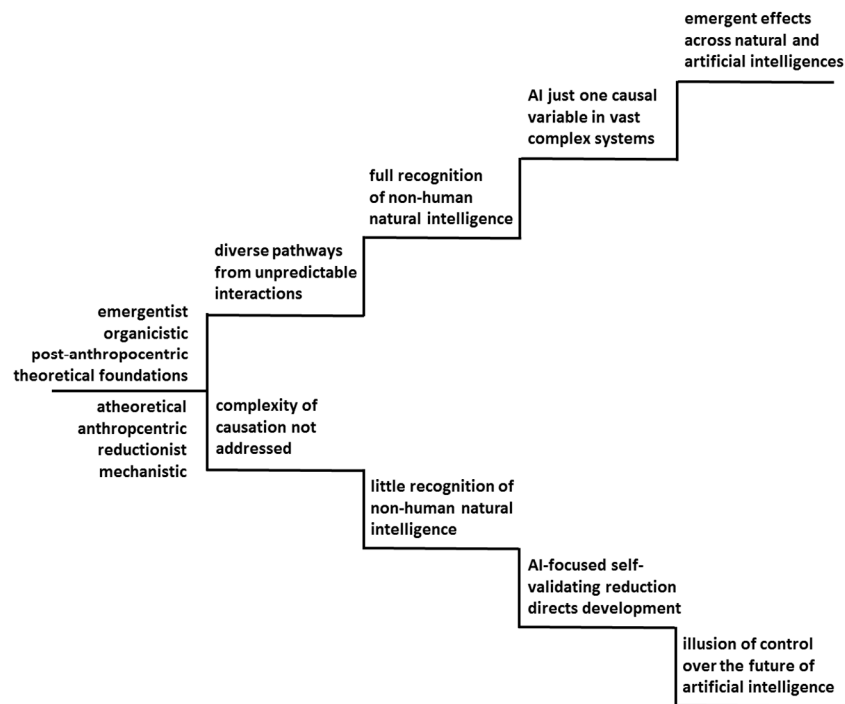 emergent effects
across natural and
artificial intelligences
AI just one causal
variable in vast
complex systems
full recognition
of non-human
natural intelligence
diverse pathways
from unpredictable
interactions
emergentist
organicistic
post-anthropocentric
theoretical foundations
atheoretical
anthropcentric
reductionist
mechanistic
complexity of
causation not
addressed
little recognition of
non-human natural
intelligence
AI-focused self-
validating reduction
directs development
illusion of control
over the future of
artificial intelligence